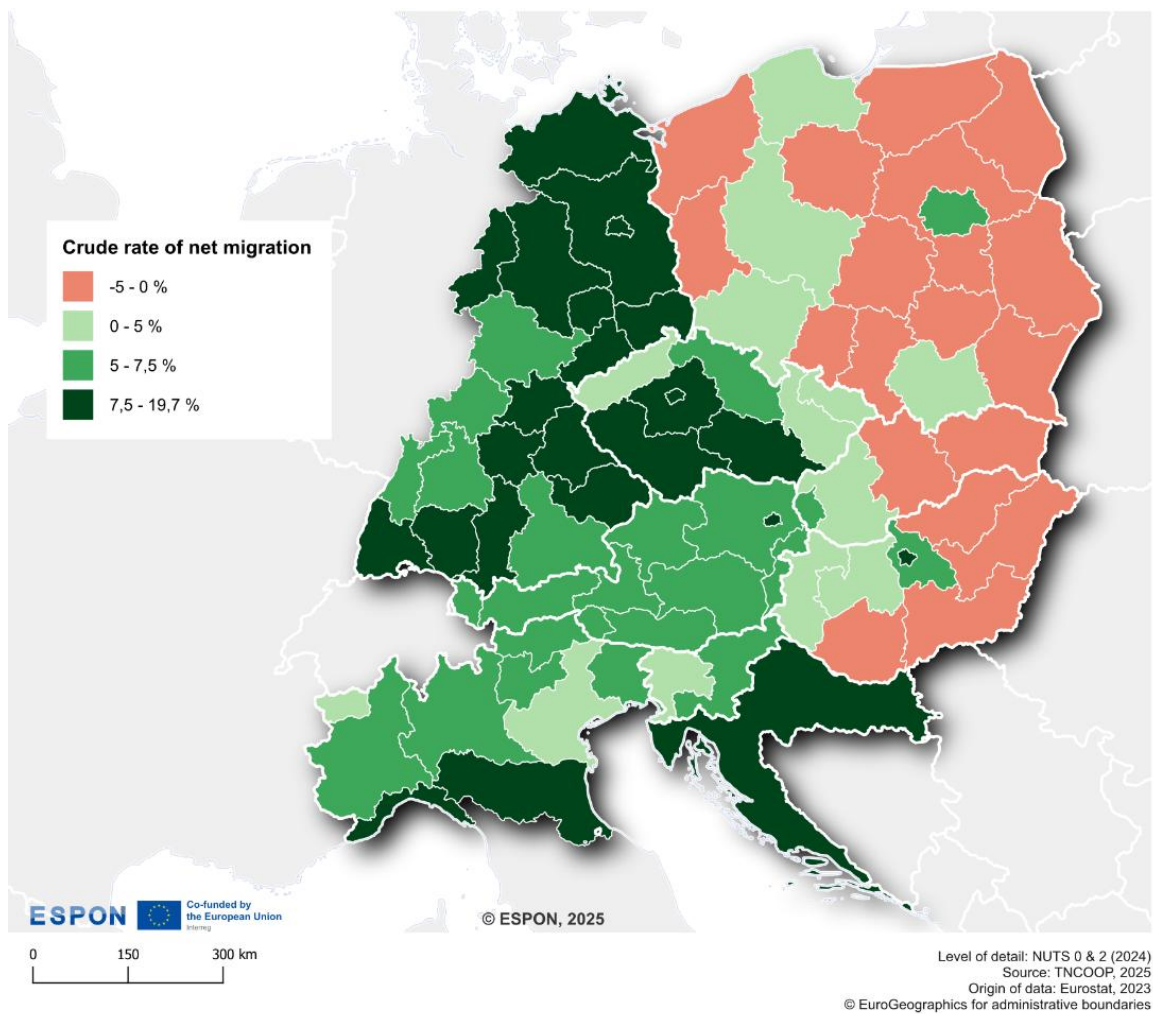 Crude rate of net migration
-5 - 0 %
0 - 5 %
5 - 7,5 %
7,5 - 19,7 %
ESPON
Co-funded by
the European Union
Interreg
© ESPON, 2025
0 150 300 km
Level of detail: NUTS 0 & 2 (2024)
Source: TNCOOP, 2025
Origin of data: Eurostat, 2023
© EuroGeographics for administrative boundaries